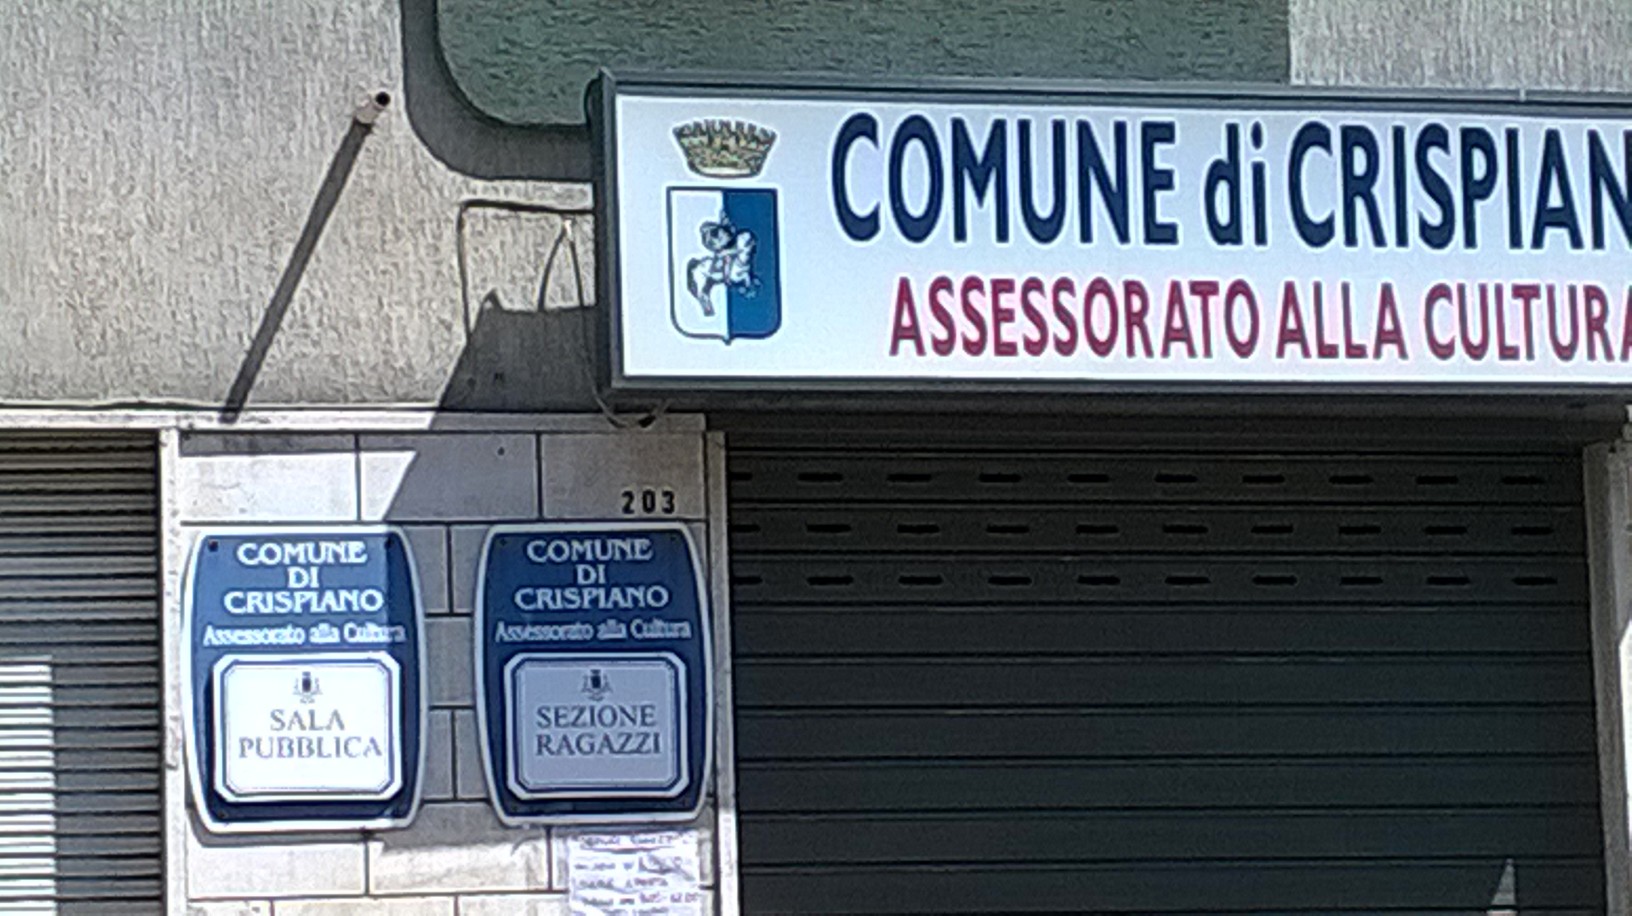 COMUNE di CRISPIAN
ASSESSORATO ALLA CULTURA
203
COMUNE
DI
CRISPIANO
Assessorato alla Cultura
SALA
PUBBLICA
COMUNE
DI
CRISPIANO
Assessorato alla Cultura
SEZIONE
RAGAZZI